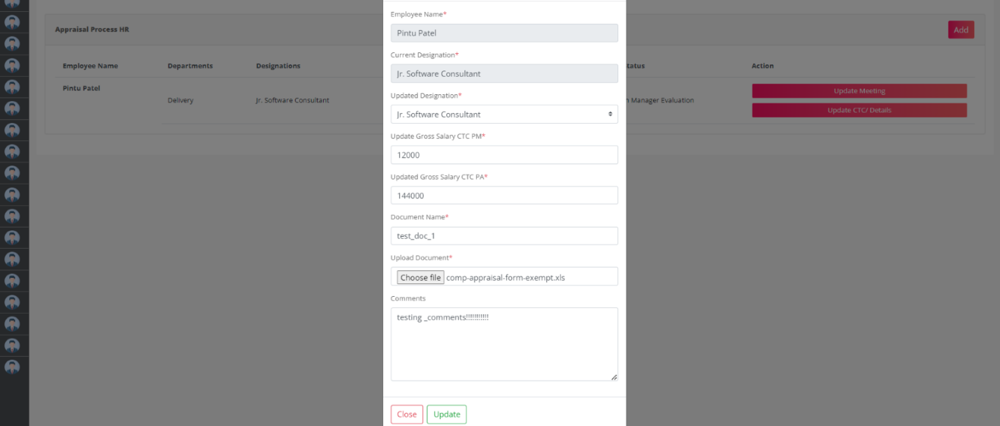 Employee Name*
Pintu Patel
Current Designation*
Jr. Software Consultant
Updated Designation*
Jr. Software Consultant
Update Gross Salary CTC PM*
12000
Updated Gross Salary CTC PA*
144000
Document Name*
test_doc_1
Upload Document*
Choose file comp-appraisal-form-exempt.xls
Comments
testing _comments!!!!!!!!!!!
Close Update
Appraisal Process HR Add
Employee Name Departments Designations Action
Pintu Patel
Delivery Jr. Software Consultant Manager Evaluation
Update Meeting
Update CTC/ Details